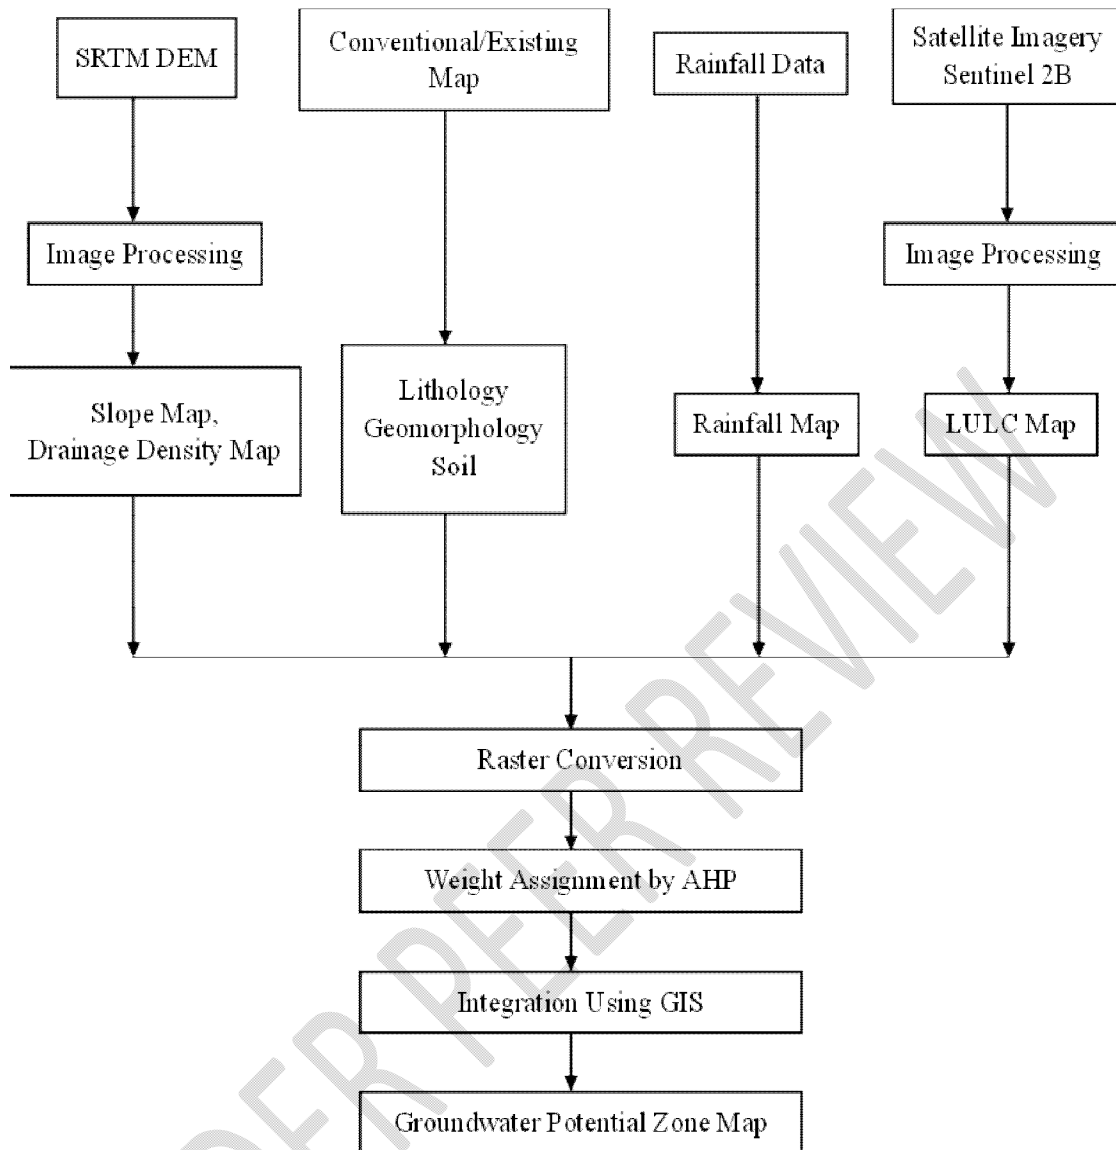 SRTM DEM
Conventional/Existing
Map
Rainfall Data
Satellite Imagery
Sentinel 2B
Image Processing
Image Processing
Slope Map,
Drainage Density Map
Lithology
Geomorphology
Soil
Rainfall Map
LULC Map
Raster Conversion
Weight Assignment by AHP
Integration Using GIS
Groundwater Potential Zone Map
DER PEER REVIEW